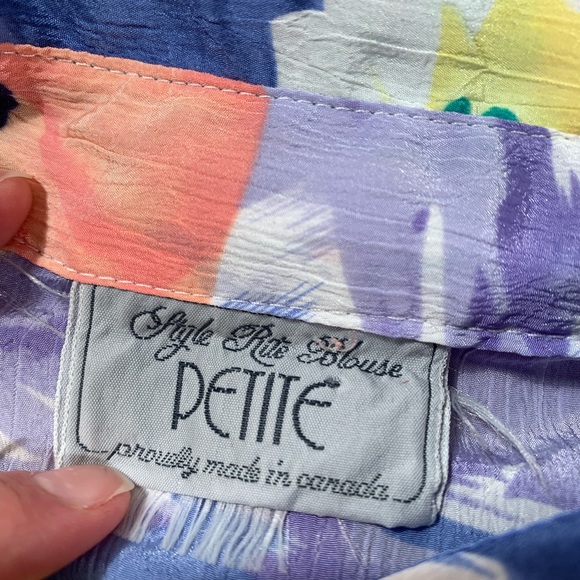 Style Rite Blouse
PETITE
proudly made in canada